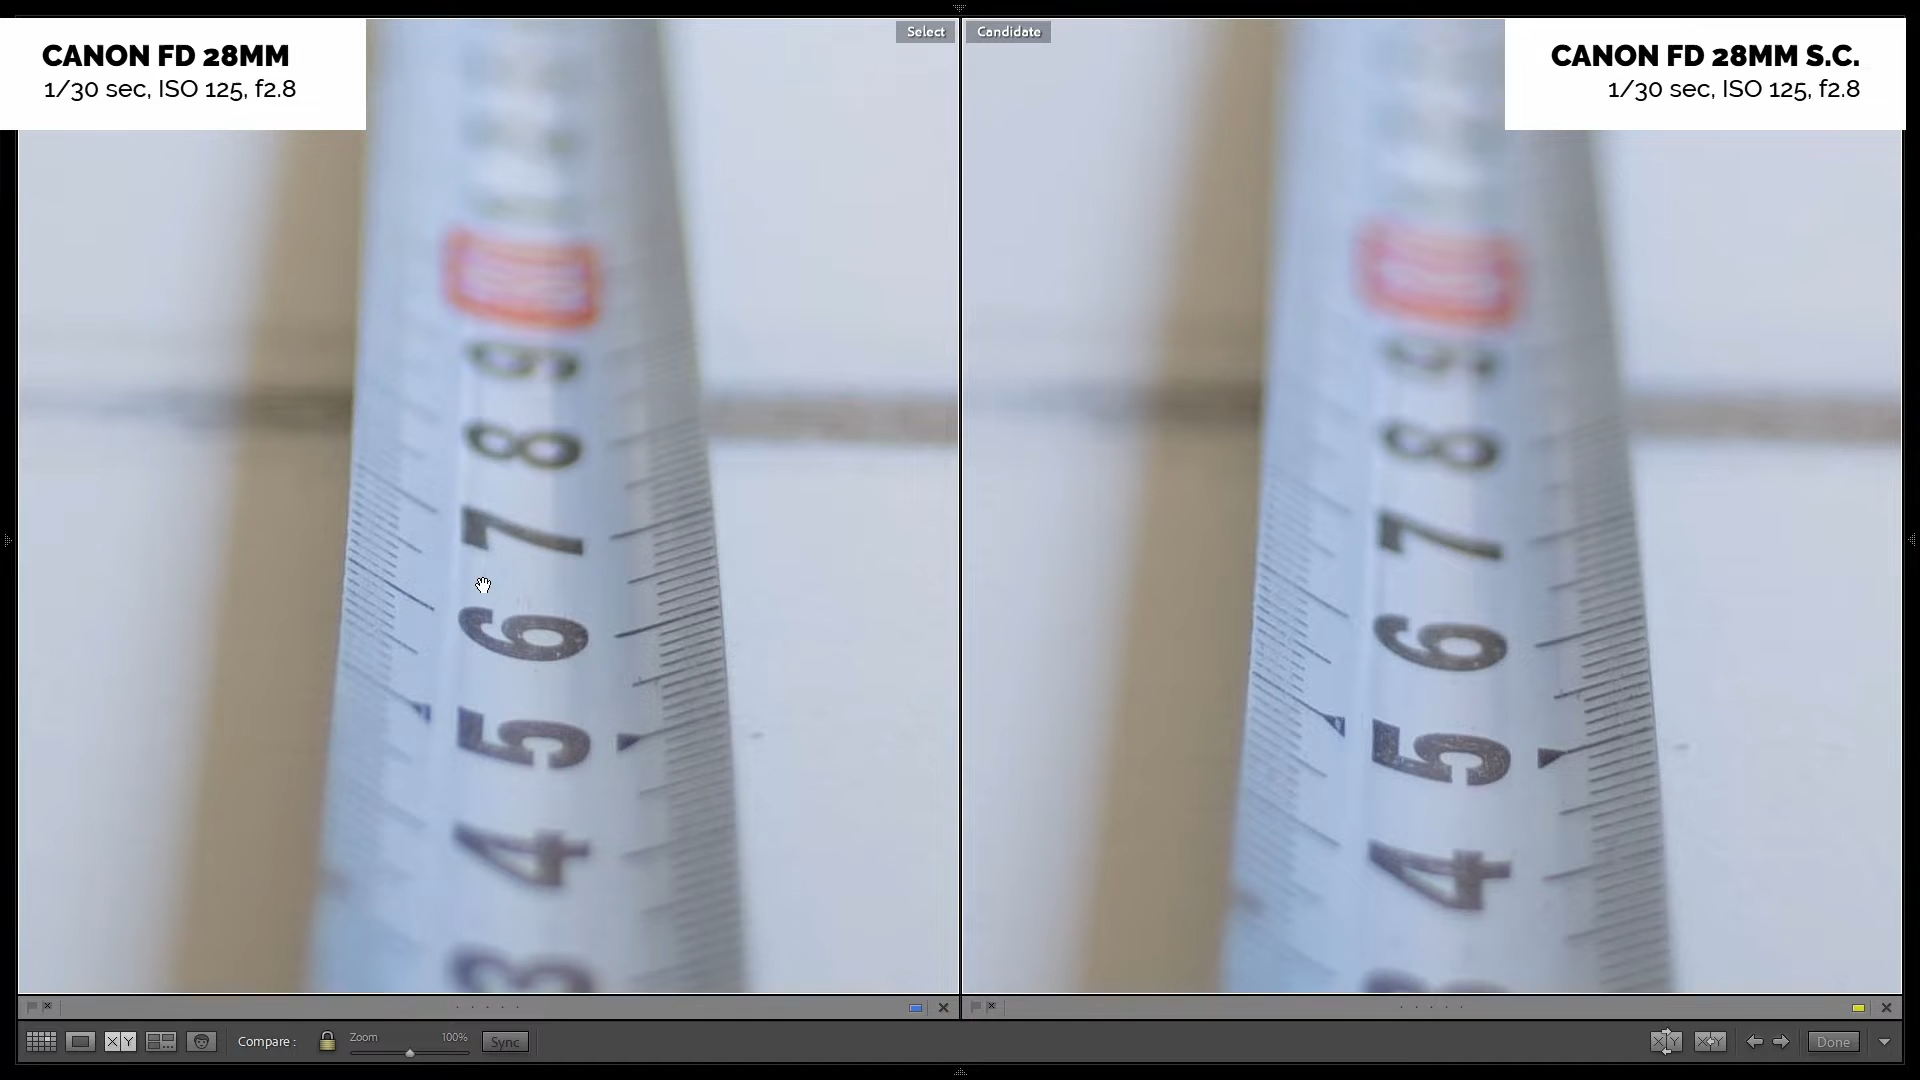 CANON FD 28MM
1/30 sec, ISO 125, f2.8
Select
Candidate
CANON FD 28MM S.C.
1/30 sec, ISO 125, f2.8
9
8
7
6
5
4
3
9
8
7
6
5
4
Compare :
Zoom
100%
Sync
Done